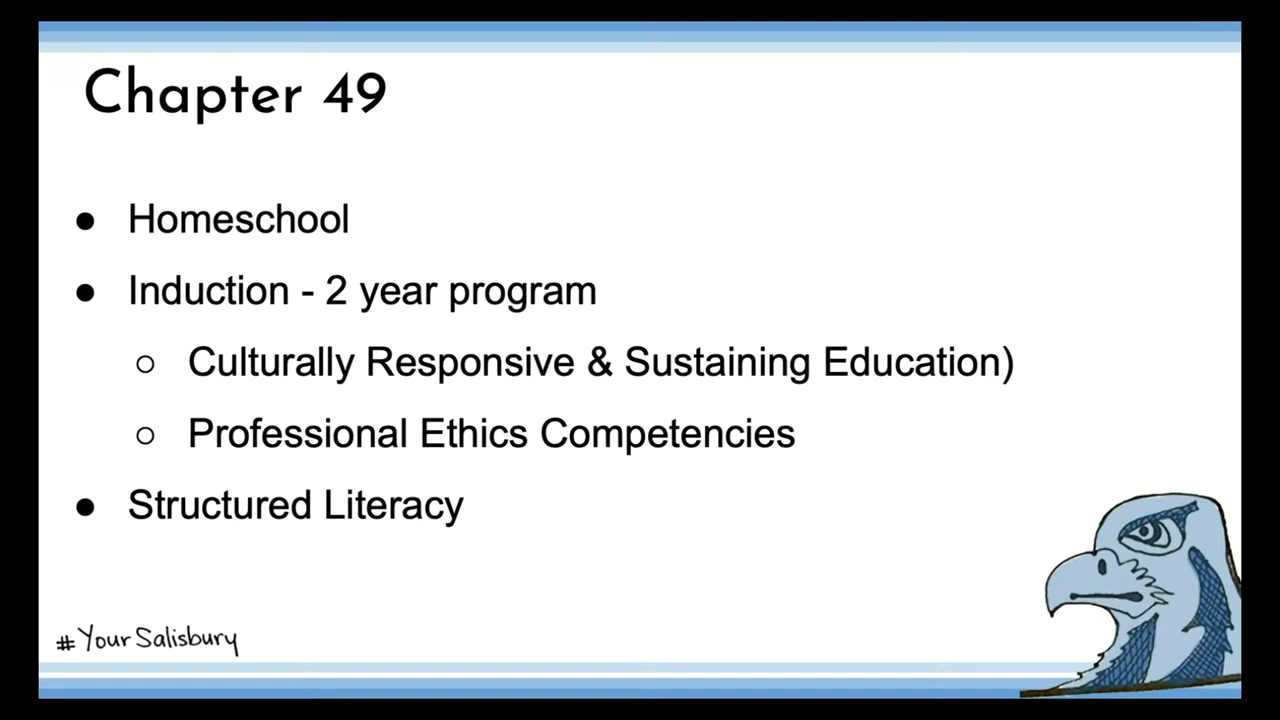 Chapter 49
● Homeschool
● Induction - 2 year program
○ Culturally Responsive & Sustaining Education)
○ Professional Ethics Competencies
● Structured Literacy
#YourSalisbury